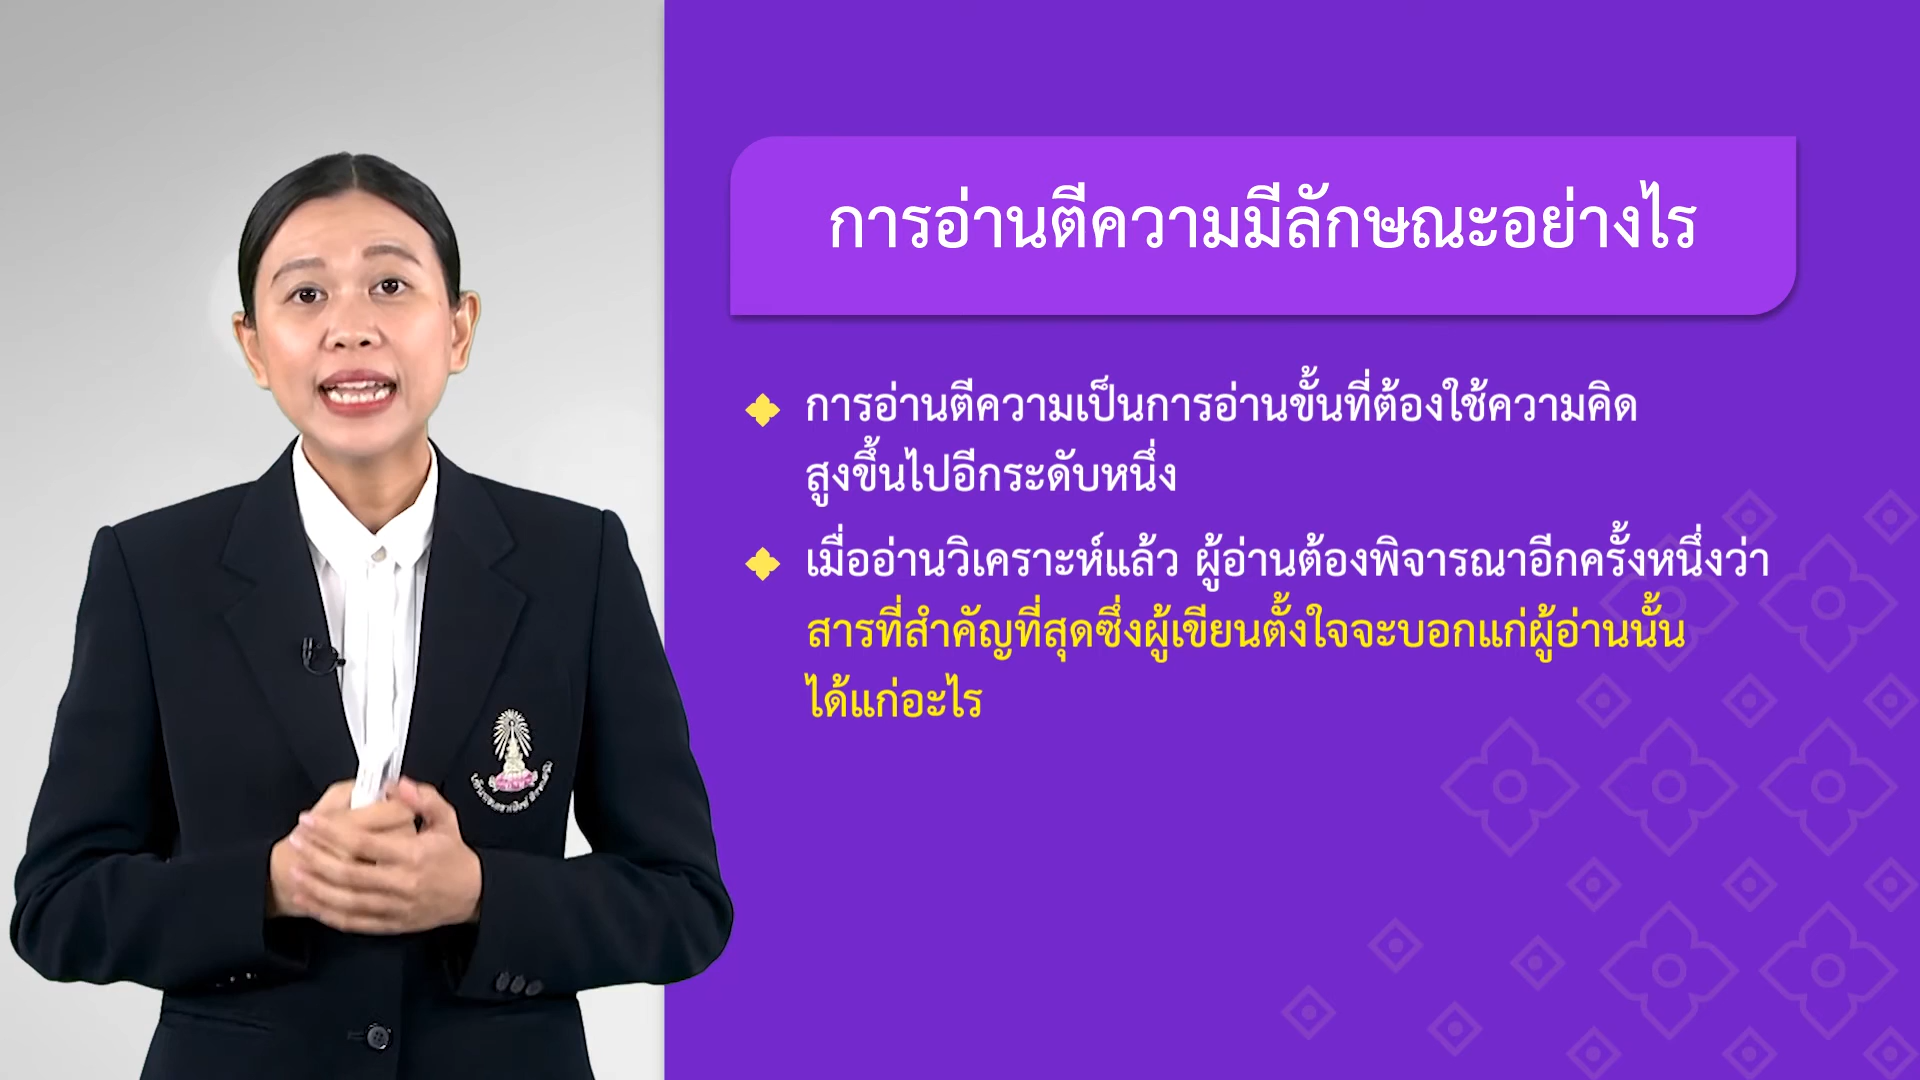 การอ่านตีความมีลักษณะอย่างไร
การอ่านตีความเป็นการอ่านขั้นที่ต้องใช้ความคิด
สูงขึ้นไปอีกระดับหนึ่ง
เมื่ออ่านวิเคราะห์แล้ว ผู้อ่านต้องพิจารณาอีกครั้งหนึ่งว่า
สารที่สำคัญที่สุดซึ่งผู้เขียนตั้งใจจะบอกแก่ผู้อ่านนั้น
ได้แก่อะไร